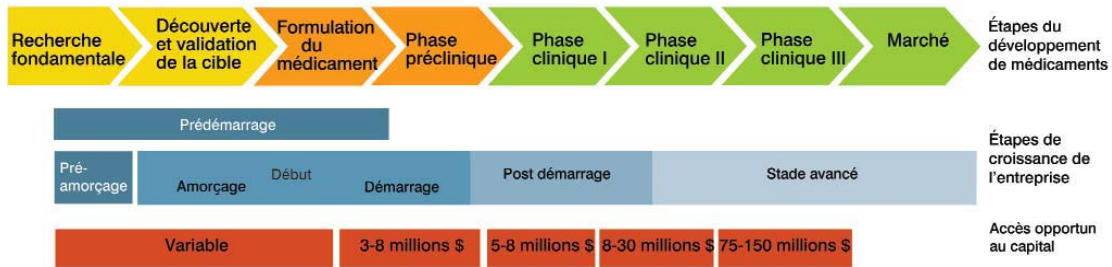 Recherche
fondamentale
Découverte
et validation
de la cible
Formulation
du
médicament
Phase
préclinique
Phase
clinique I
Phase
clinique II
Phase
clinique III
Marché
Étapes du
développement
de médicaments
Prédémarrage
Pré-
amorçage
Amorçage
Début
Démarrage
Post démarrage
Stade avancé
Étapes de
croissance de
l'entreprise
Variable
3-8 millions $
5-8 millions $
8-30 millions $
75-150 millions $
Accès opportun
au capital